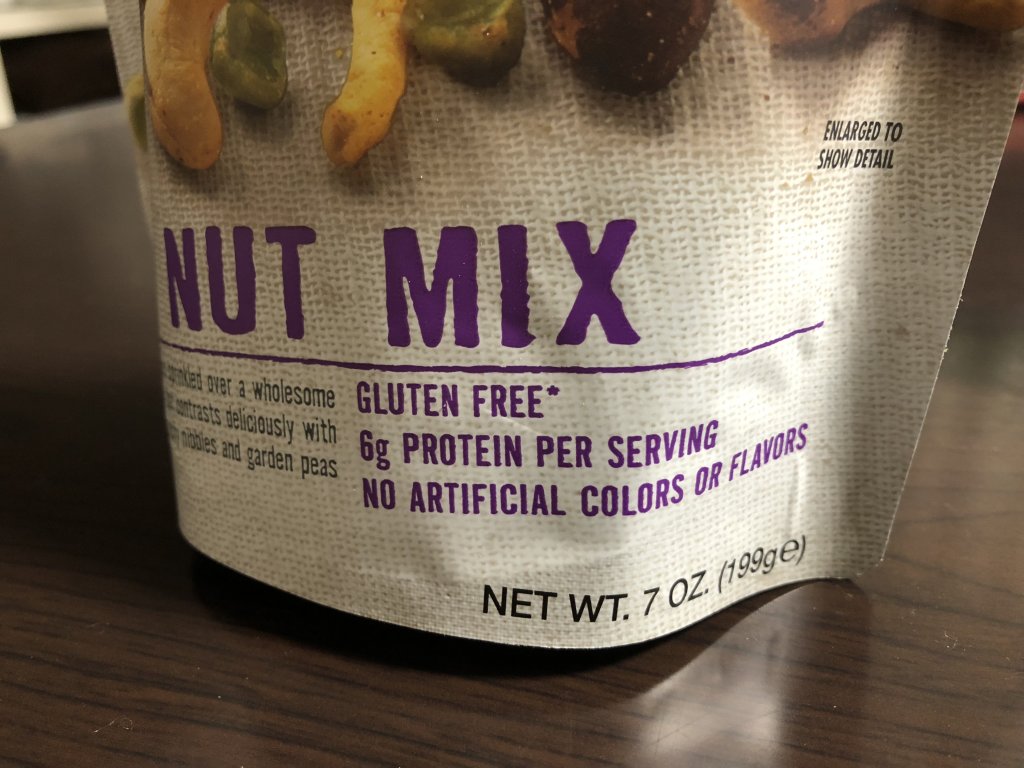 ENLARGED TO
SHOW DETAIL
NUT MIX
sprinkled over a wholesome
contrasts deliciously with
nibbles and garden peas
GLUTEN FREE*
6g PROTEIN PER SERVING
NO ARTIFICIAL COLORS OR FLAVORS
NET WT. 7 OZ. (199g℮)